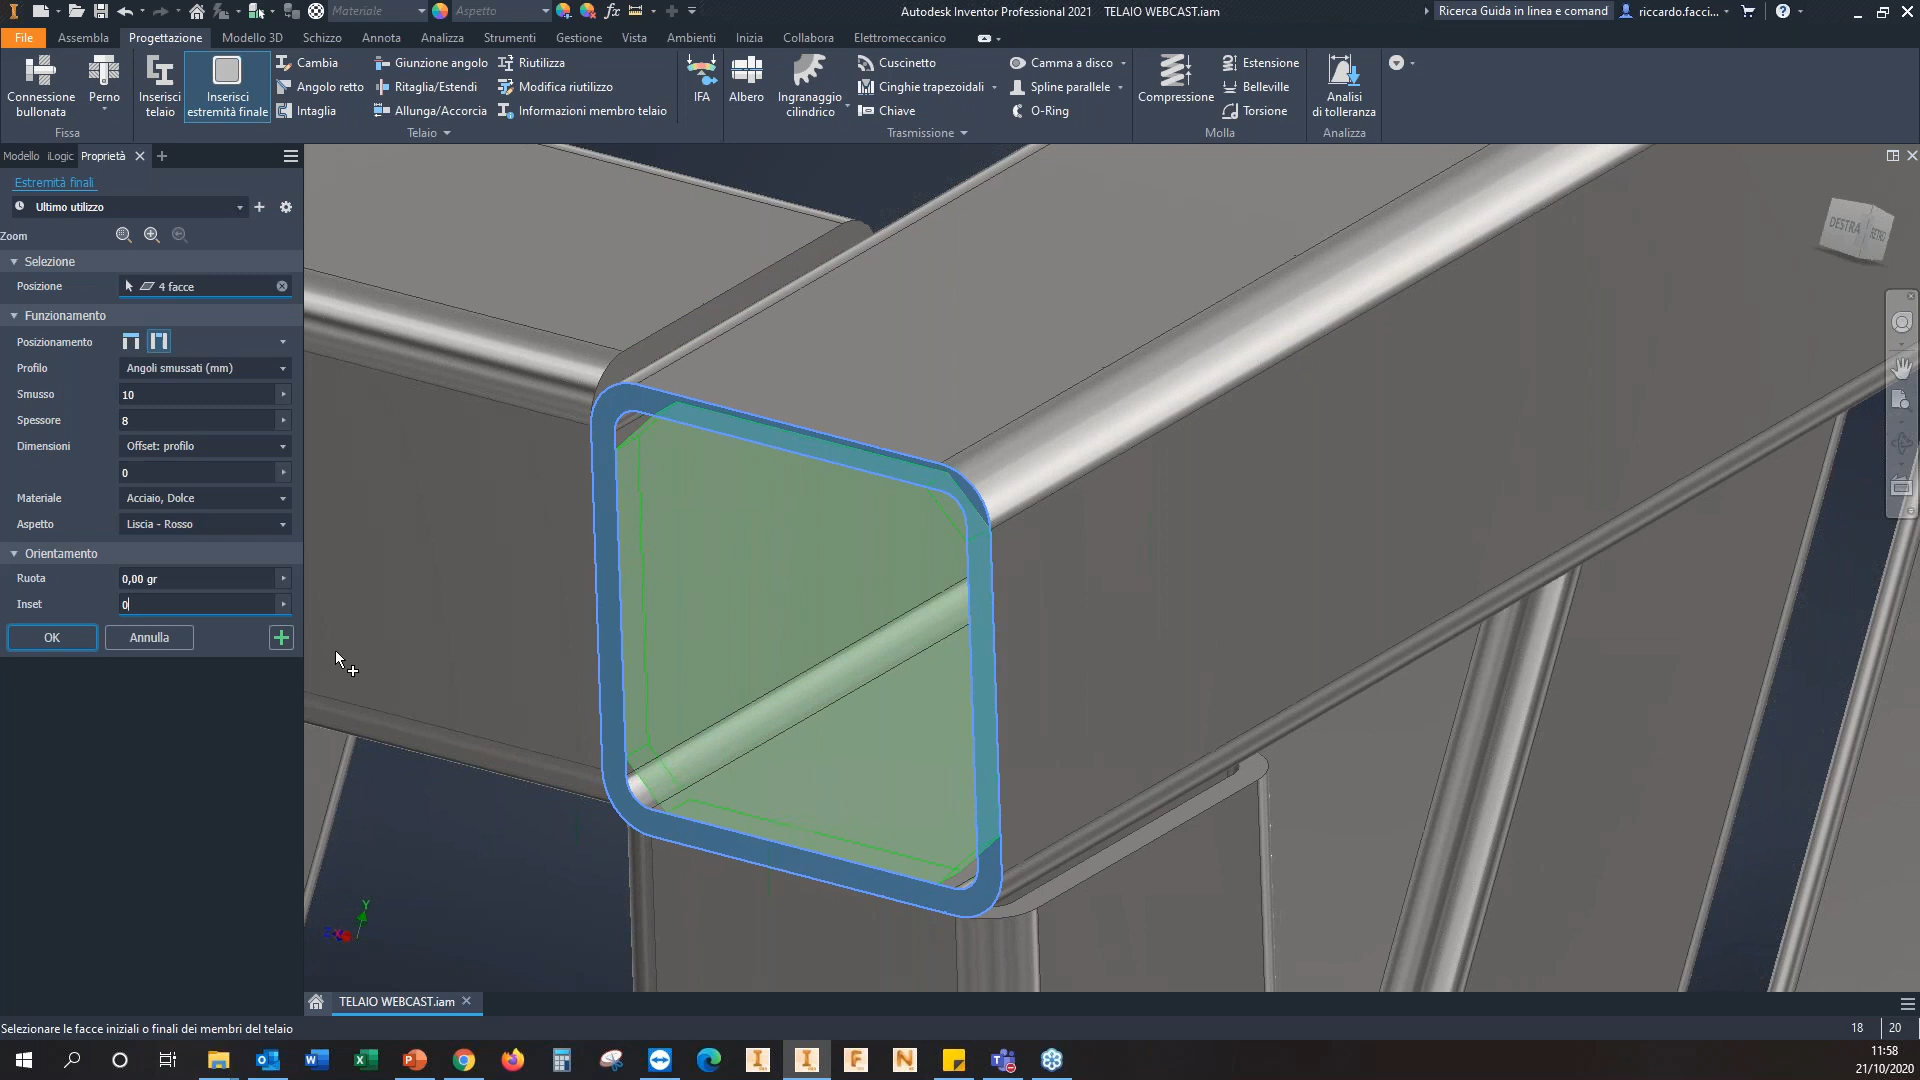 Materiale
Aspetto
fx
Autodesk Inventor Professional 2021 TELAIO WEBCAST.iam
Ricerca Guida in linea e comand
riccardo.facci...
File Assembla Progettazione Modello 3D Schizzo Annota Analizza Strumenti Gestione Vista Ambienti Inizia Collabora Elettromeccanico
Connessione bullonata
Perno
Fissa
Inserisci telaio
Inserisci estremità finale
Cambia
Angolo retto
Intaglia
Giunzione angolo
Ritaglia/Estendi
Allunga/Accorcia
Riutilizza
Modifica riutilizzo
Informazioni membro telaio
Telaio
IFA
Albero
Ingranaggio cilindrico
Cuscinetto
Cinghie trapezoidali
Chiave
Camma a disco
Spline parallele
O-Ring
Trasmissione
Compressione
Estensione
Belleville
Torsione
Molla
Analisi di tolleranza
Analizza
Modello iLogic Proprietà
Estremità finali
Ultimo utilizzo
Zoom
Selezione
Posizione 4 facce
Funzionamento
Posizionamento
Profilo Angoli smussati (mm)
Smusso 10
Spessore 8
Dimensioni Offset: profilo
0
Materiale Acciaio, Dolce
Aspetto Liscia - Rosso
Orientamento
Ruota 0,00 gr
Inset 0
OK Annulla
DESTRA
RETRO
Y
TELAIO WEBCAST.iam
Selezionare le facce iniziali o finali dei membri del telaio
18 20
11:58
21/10/2020